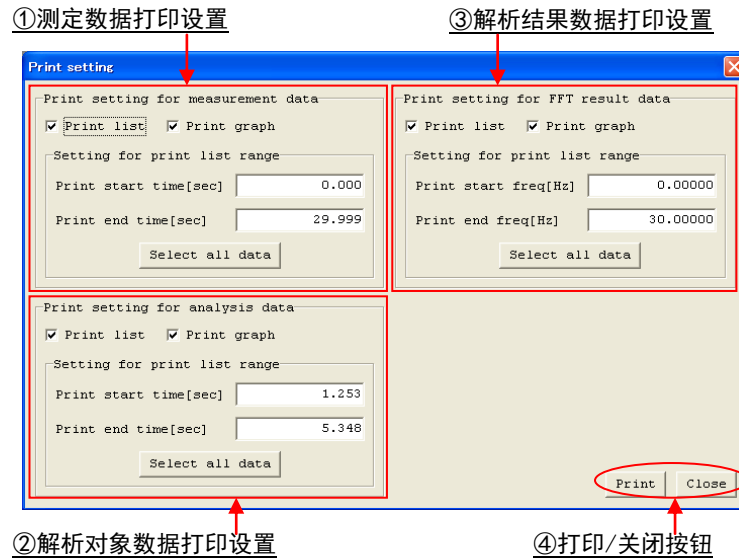 ①测定数据打印设置
③解析结果数据打印设置
Print setting
Print setting for measurement data
Print list Print graph
Setting for print list range
Print start time[sec] 0.000
Print end time[sec] 29.999
Select all data
Print setting for FFT result data
Print list Print graph
Setting for print list range
Print start freq[Hz] 0.00000
Print end freq[Hz] 30.00000
Select all data
Print setting for analysis data
Print list Print graph
Setting for print list range
Print start time[sec] 1.253
Print end time[sec] 5.348
Select all data
Print Close
②解析对象数据打印设置
④打印/关闭按钮